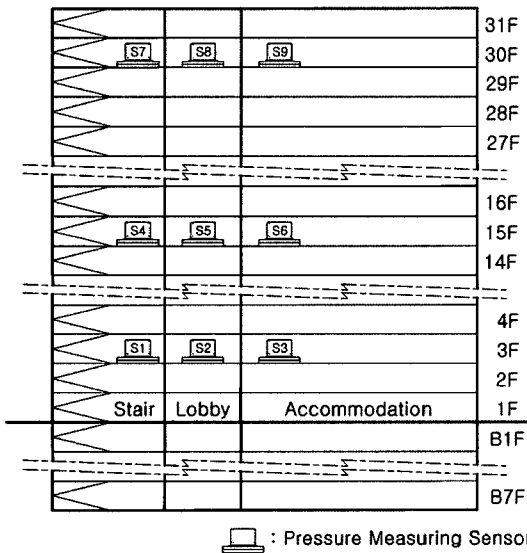 31F
S7 S8 S9 30F
29F
28F
27F
16F
S4 S5 S6 15F
14F
4F
S1 S2 S3 3F
2F
Stair Lobby Accommodation 1F
B1F
B7F
: Pressure Measuring Sensor